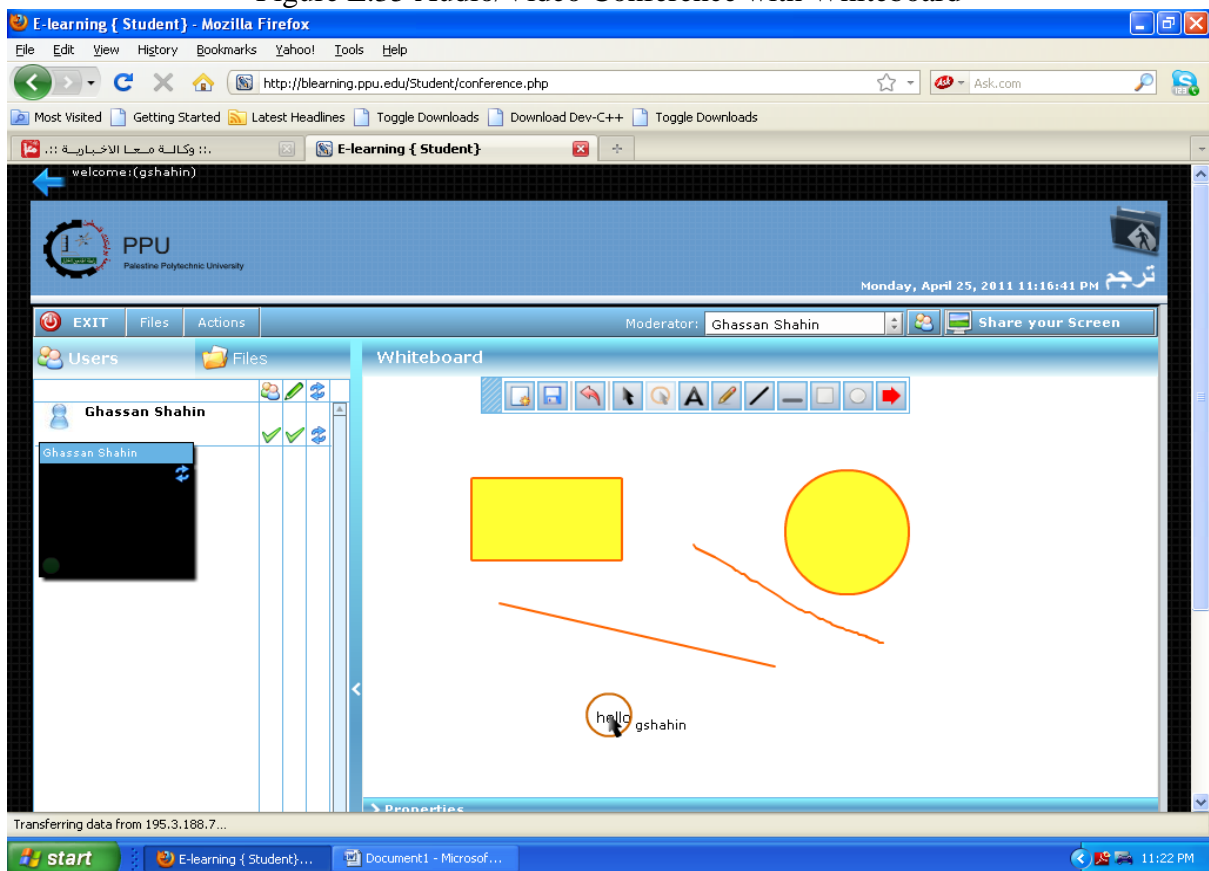 E-learning { Student} - Mozilla Firefox
File Edit View History Bookmarks Yahoo! Tools Help
http://blearning.ppu.edu/Student/conference.php
Ask.com
Most Visited Getting Started Latest Headlines Toggle Downloads Download Dev-C++ Toggle Downloads
.:: وكالة معا الاخبارية ::.
E-learning { Student}
welcome:(gshahin)
PPU
Palestine Polytechnic University
ترجم
Monday, April 25, 2011 11:16:41 PM
EXIT Files Actions
Moderator: Ghassan Shahin
Share your Screen
Users Files
Whiteboard
A
Ghassan Shahin
Ghassan Shahin
hello
gshahin
Properties
Transferring data from 195.3.188.7...
start E-learning { Student}... Document1 - Microsof... 11:22 PM